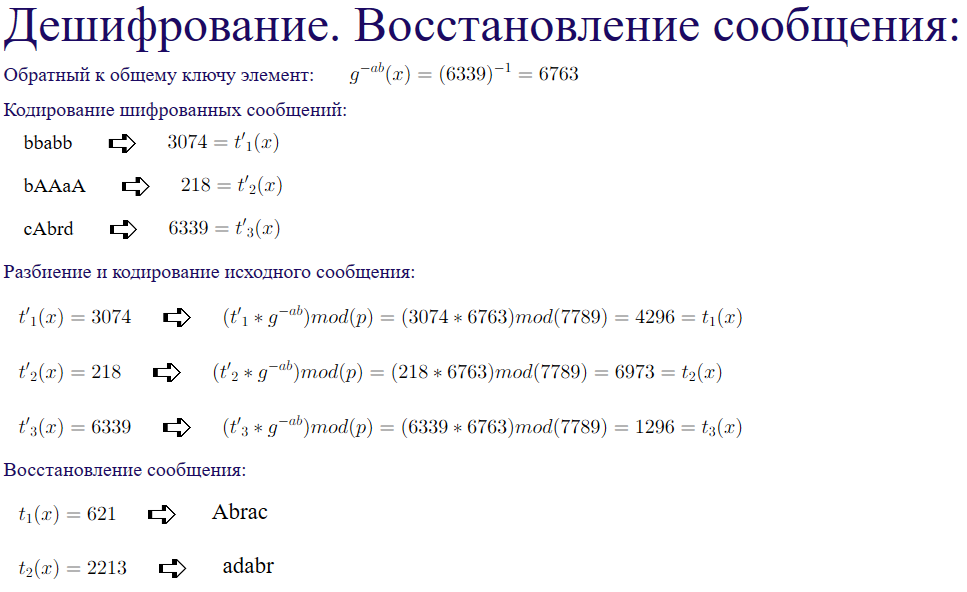 Дешифрование. Восстановление сообщения:
Обратный к общему ключу элемент: g^{-ab}(x) = (6339)^{-1} = 6763
Кодирование шифрованных сообщений:
bbabb ⇨ 3074 = t'_1(x)
bAAaA ⇨ 218 = t'_2(x)
cAbrd ⇨ 6339 = t'_3(x)
Разбиение и кодирование исходного сообщения:
t'_1(x) = 3074 ⇨ (t'_1 * g^{-ab})mod(p) = (3074 * 6763)mod(7789) = 4296 = t_1(x)
t'_2(x) = 218 ⇨ (t'_2 * g^{-ab})mod(p) = (218 * 6763)mod(7789) = 6973 = t_2(x)
t'_3(x) = 6339 ⇨ (t'_3 * g^{-ab})mod(p) = (6339 * 6763)mod(7789) = 1296 = t_3(x)
Восстановление сообщения:
t_1(x) = 621 ⇨ Abrac
t_2(x) = 2213 ⇨ adabr